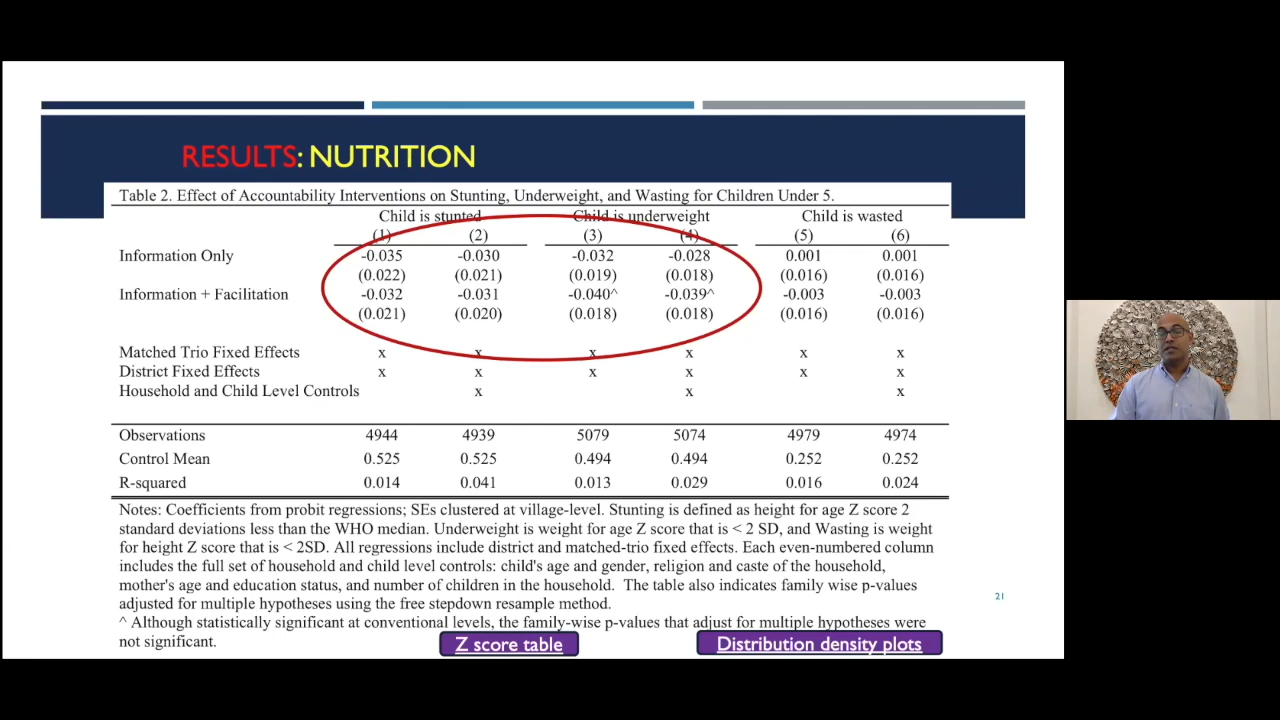 RESULTS: NUTRITION
Table 2. Effect of Accountability Interventions on Stunting, Underweight, and Wasting for Children Under 5.
Child is stunted Child is underweight Child is wasted
(1) (2) (3) (4) (5) (6)
Information Only -0.035 -0.030 -0.032 -0.028 0.001 0.001
(0.022) (0.021) (0.019) (0.018) (0.016) (0.016)
Information + Facilitation -0.032 -0.031 -0.040^ -0.039^ -0.003 -0.003
(0.021) (0.020) (0.018) (0.018) (0.016) (0.016)
Matched Trio Fixed Effects x x x x x x
District Fixed Effects x x x x x x
Household and Child Level Controls x x x
Observations 4944 4939 5079 5074 4979 4974
Control Mean 0.525 0.525 0.494 0.494 0.252 0.252
R-squared 0.014 0.041 0.013 0.029 0.016 0.024
Notes: Coefficients from probit regressions; SEs clustered at village-level. Stunting is defined as height for age Z score 2
standard deviations less than the WHO median. Underweight is weight for age Z score that is < 2 SD, and Wasting is weight
for height Z score that is < 2SD. All regressions include district and matched-trio fixed effects. Each even-numbered column
includes the full set of household and child level controls: child's age and gender, religion and caste of the household,
mother's age and education status, and number of children in the household. The table also indicates family wise p-values
adjusted for multiple hypotheses using the free stepdown resample method.
^ Although statistically significant at conventional levels, the family-wise p-values that adjust for multiple hypotheses were
not significant.
Z score table
Distribution density plots
21